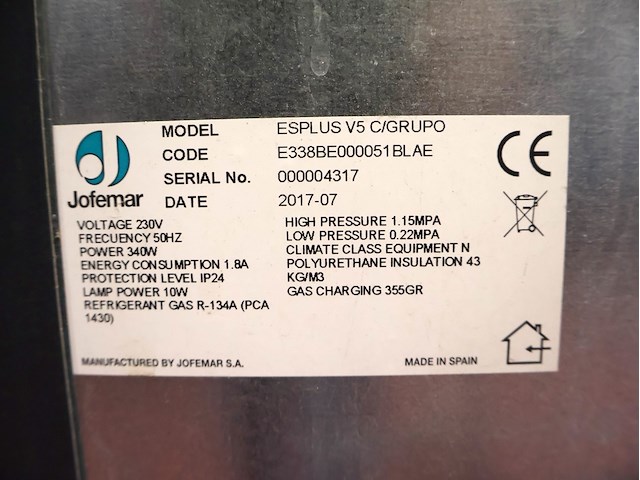 Jofemar
MODEL ESPLUS V5 C/GRUPO
CODE E338BE000051BLAE
SERIAL No. 000004317
DATE 2017-07
VOLTAGE 230V
FRECUENCY 50HZ
POWER 340W
ENERGY CONSUMPTION 1.8A
PROTECTION LEVEL IP24
LAMP POWER 10W
REFRIGERANT GAS R-134A (PCA
1430)
HIGH PRESSURE 1.15MPA
LOW PRESSURE 0.22MPA
CLIMATE CLASS EQUIPMENT N
POLYURETHANE INSULATION 43
KG/M3
GAS CHARGING 355GR
CE
MANUFACTURED BY JOFEMAR S.A.
MADE IN SPAIN